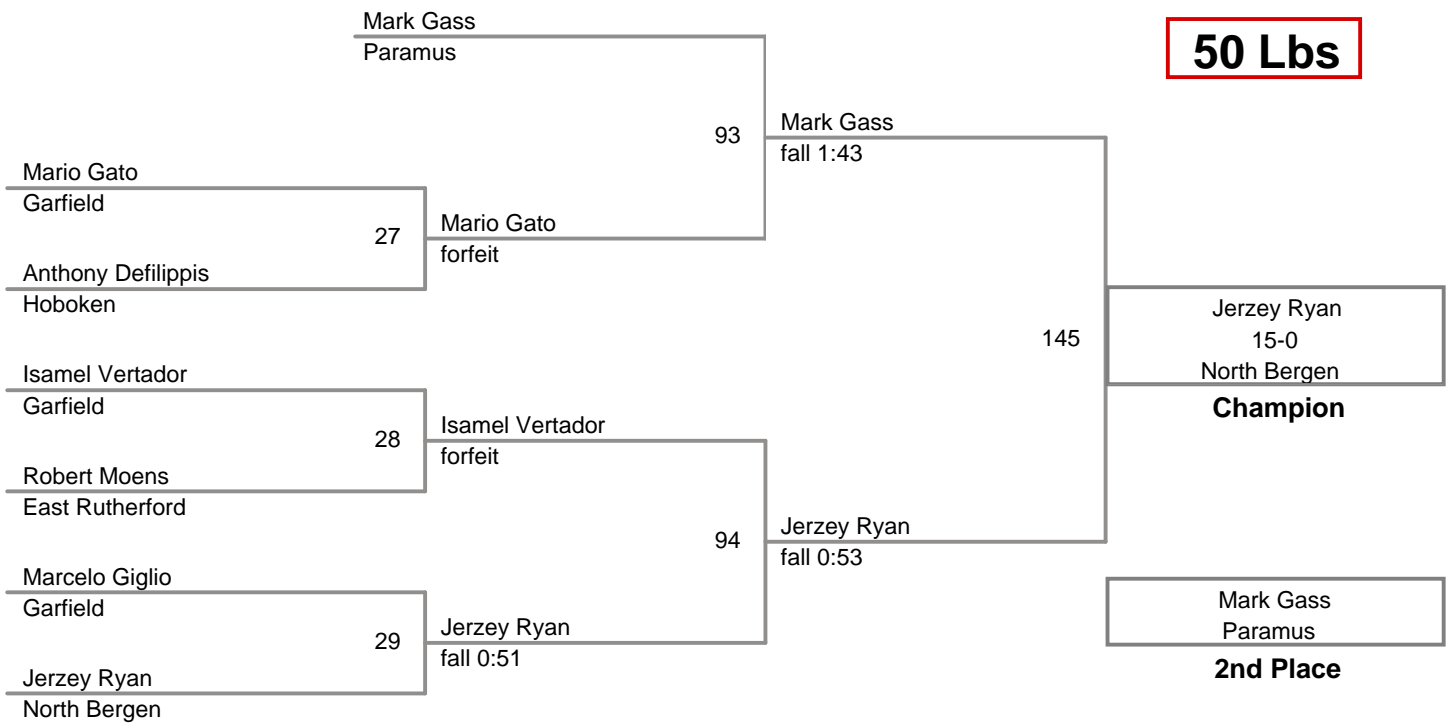 Mark Gass
Paramus
50 Lbs
93
Mark Gass
fall 1:43
Mario Gato
Garfield
27
Mario Gato
forfeit
Anthony Defilippis
Hoboken
145
Jerzey Ryan
15-0
North Bergen
Champion
Isamel Vertador
Garfield
28
Isamel Vertador
forfeit
Robert Moens
East Rutherford
94
Jerzey Ryan
fall 0:53
Marcelo Giglio
Garfield
29
Jerzey Ryan
fall 0:51
Jerzey Ryan
North Bergen
Mark Gass
Paramus
2nd Place